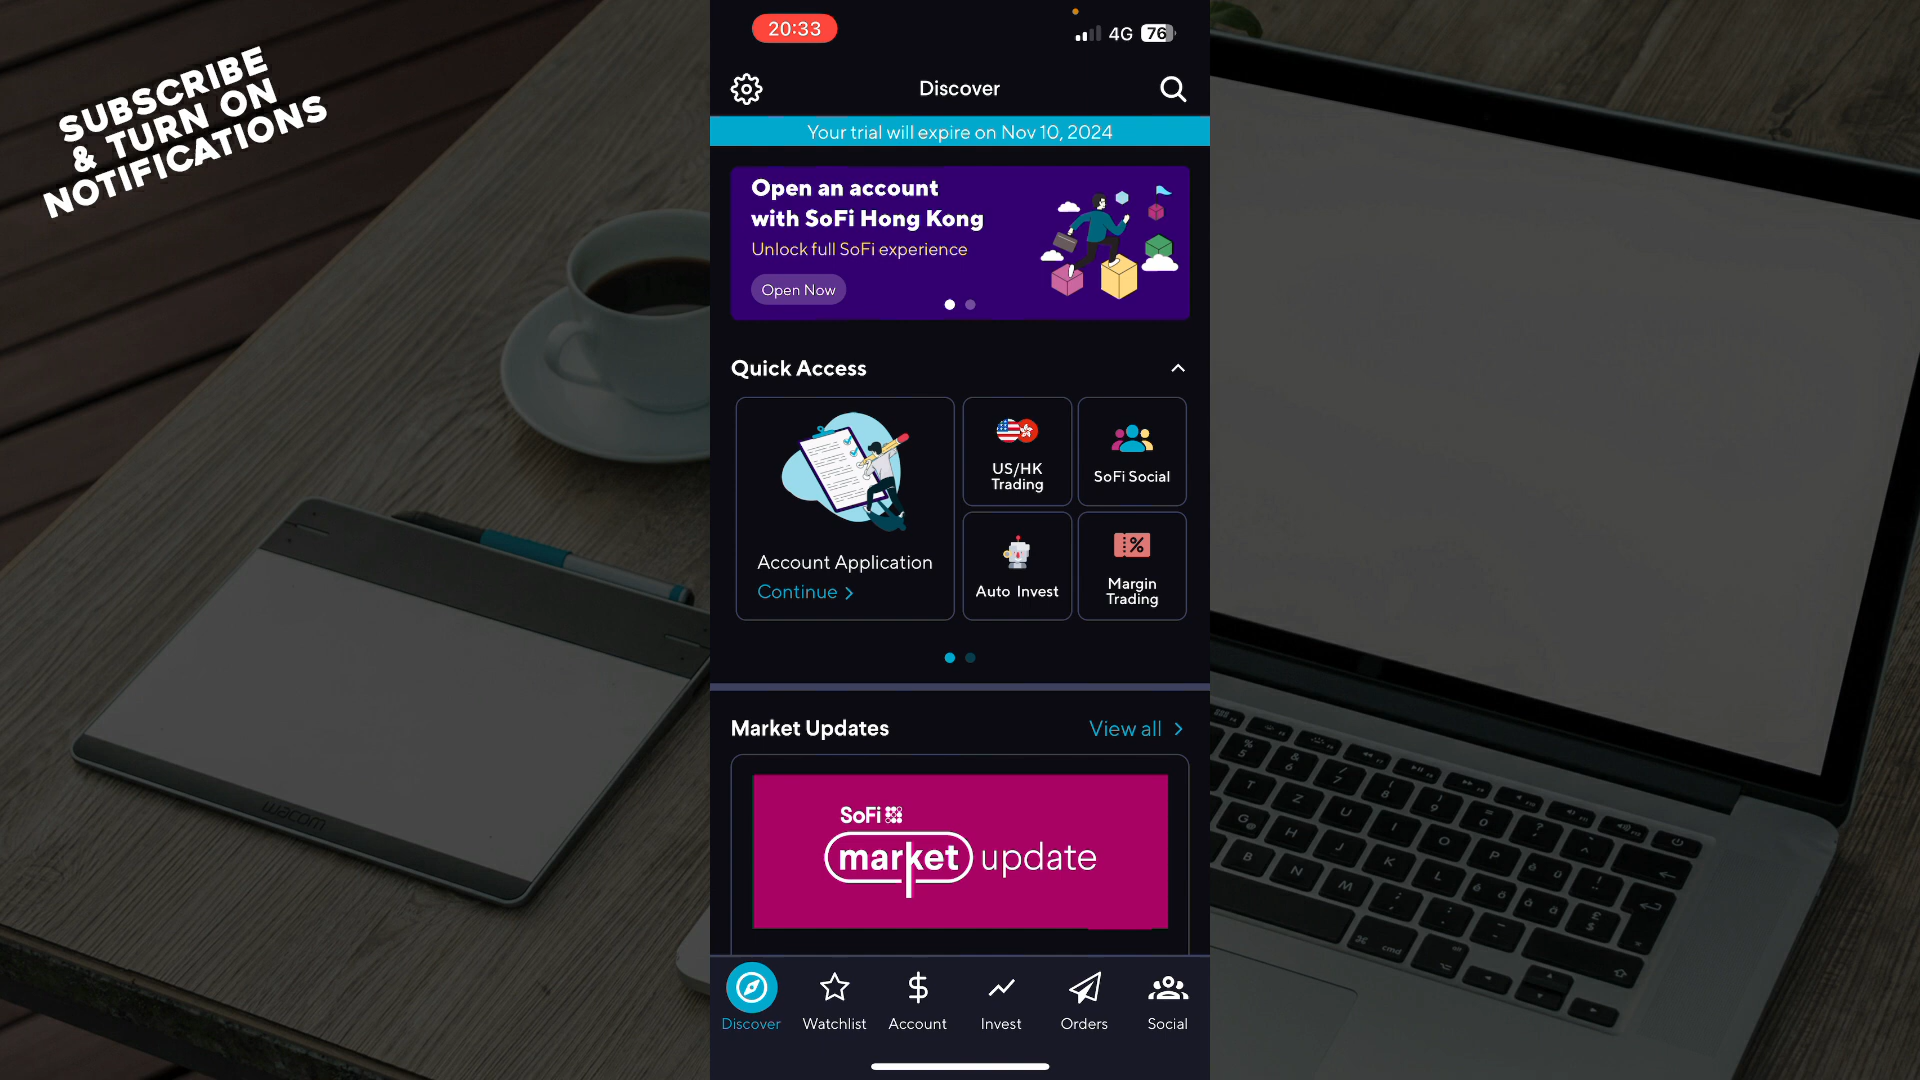 SUBSCRIBE
& TURN ON
NOTIFICATIONS
20:33
4G 76
Discover
Your trial will expire on Nov 10, 2024
Open an account
with SoFi Hong Kong
Unlock full SoFi experience
Open Now
Quick Access
Account Application
Continue
US/HK
Trading
SoFi Social
Auto Invest
%
Margin
Trading
Market Updates
View all
SoFi
market update
Discover
Watchlist
Account
Invest
Orders
Social
wacom